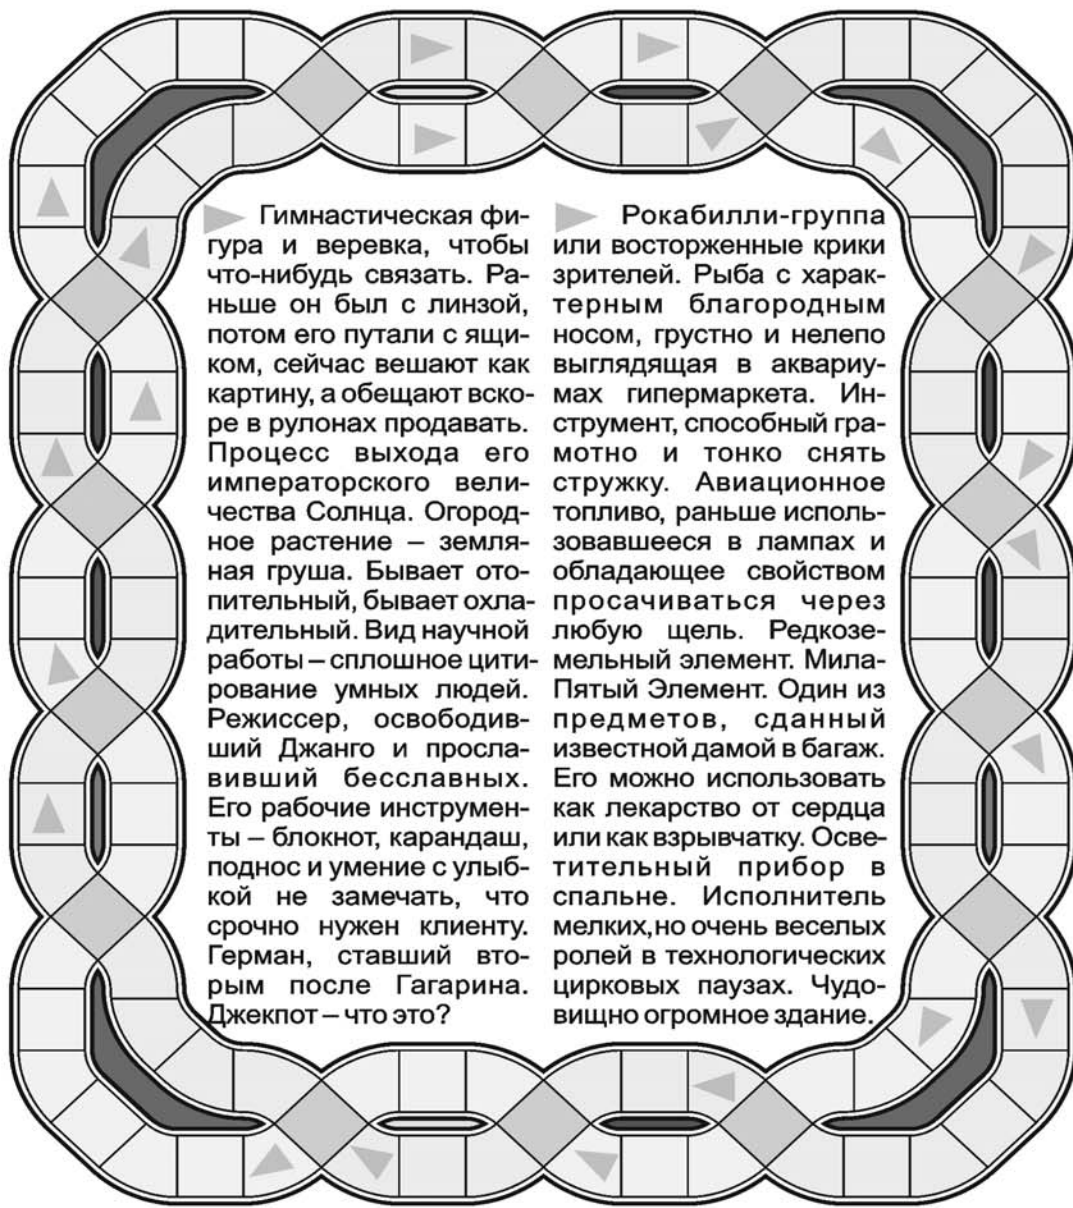 Гимнастическая фи-
гура и веревка, чтобы
что-нибудь связать. Ра-
ньше он был с линзой,
потом его путали с ящи-
ком, сейчас вешают как
картину, а обещают вско-
ре в рулонах продавать.
Процесс выхода его
императорского вели-
чества Солнца. Огород-
ное растение – земля-
ная груша. Бывает ото-
пительный, бывает охла-
дительный. Вид научной
работы – сплошное цити-
рование умных людей.
Режиссер, освободив-
ший Джанго и просла-
вивший бесславных.
Его рабочие инструмен-
ты – блокнот, карандаш,
поднос и умение с улыб-
кой не замечать, что
срочно нужен клиенту.
Герман, ставший вто-
рым после Гагарина.
Джекпот – что это?
Рокабилли-группа
или восторженные крики
зрителей. Рыба с харак-
терным благородным
носом, грустно и нелепо
выглядящая в аквариу-
мах гипермаркета. Ин-
струмент, способный гра-
мотно и тонко снять
стружку. Авиационное
топливо, раньше исполь-
зовавшееся в лампах и
обладающее свойством
просачиваться через
любую щель. Редкозе-
мельный элемент. Мила-
Пятый Элемент. Один из
предметов, сданный
известной дамой в багаж.
Его можно использовать
как лекарство от сердца
или как взрывчатку. Осве-
тительный прибор в
спальне. Исполнитель
мелких,но очень веселых
ролей в технологических
цирковых паузах. Чудо-
вищно огромное здание.